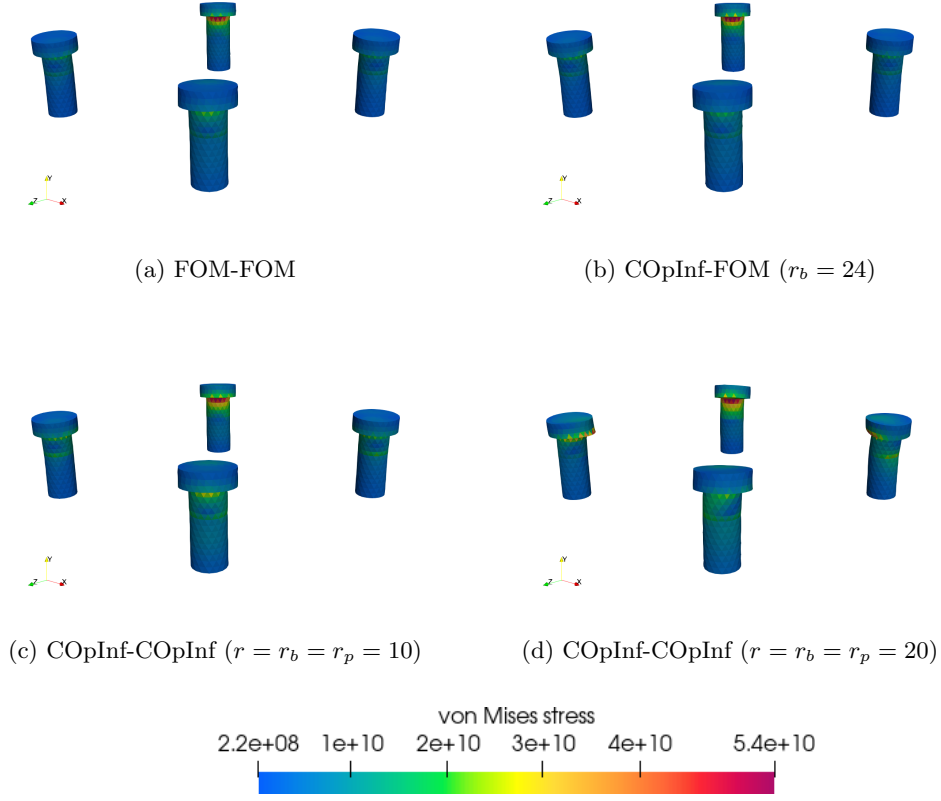 Y
Z
X
Y
Z
X
(a) FOM-FOM
(b) COpInf-FOM (r_b = 24)
Y
Z
X
Y
Z
X
(c) COpInf-COpInf (r = r_b = r_p = 10)
(d) COpInf-COpInf (r = r_b = r_p = 20)
von Mises stress
2.2e+08 1e+10 2e+10 3e+10 4e+10 5.4e+10